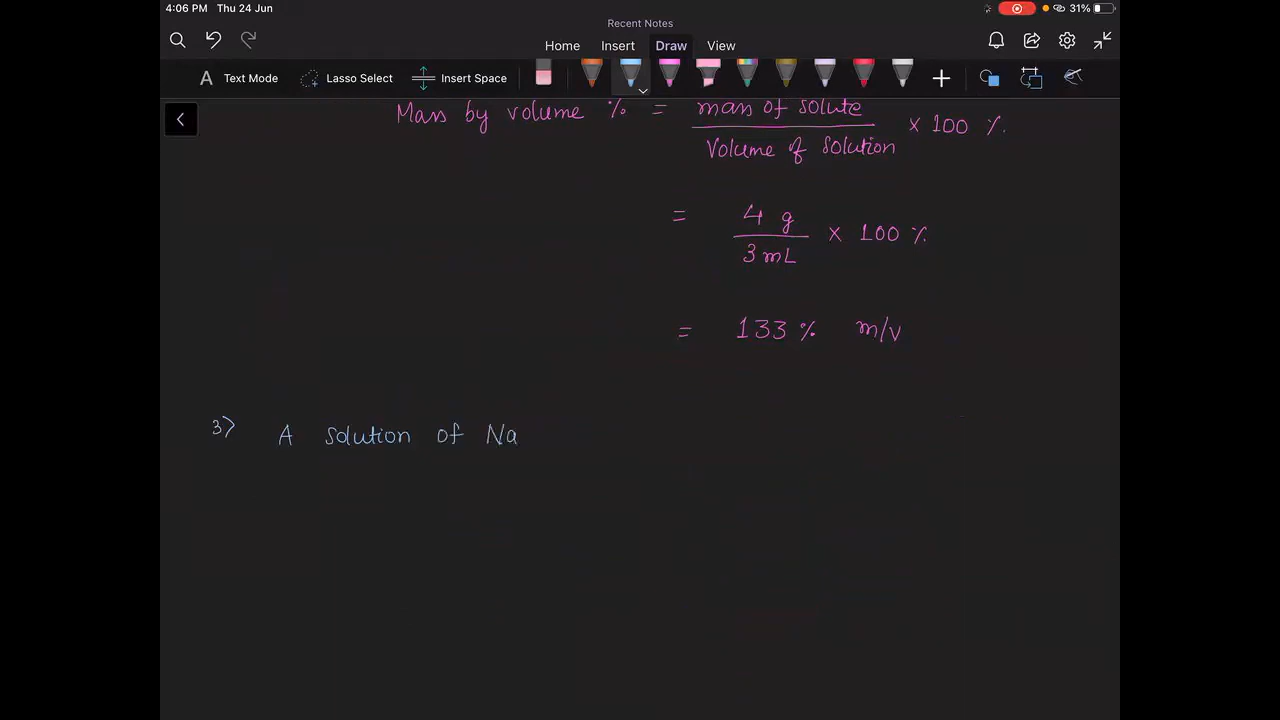 4:06 PM Thu 24 Jun
31%
Recent Notes
Home Insert Draw View
A Text Mode Lasso Select Insert Space
Mass by volume % = mass of solute / Volume of solution × 100 %
= 4 g / 3 mL × 100 %
= 133 % m/v
3) A solution of Na